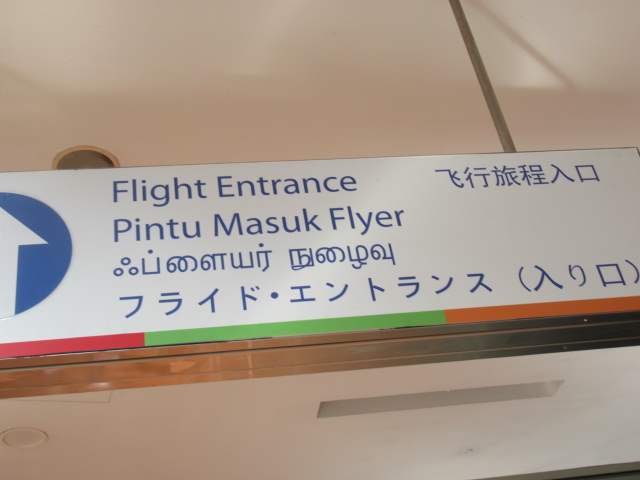 Flight Entrance 飞行旅程入口
Pintu Masuk Flyer
ஃப்ளையர் நுழைவு
フライド・エントランス（入り口）